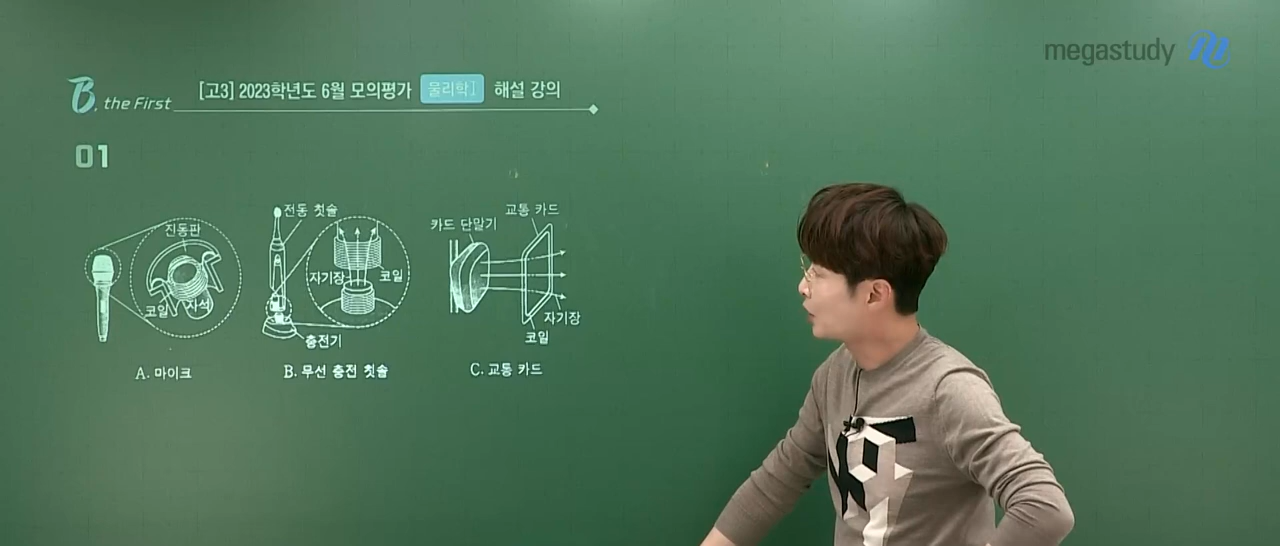 megastudy
B. the First [고3] 2023학년도 6월 모의평가 물리학Ⅰ 해설 강의
01
진동판
코일
자석
A. 마이크
전동 칫솔
자기장
코일
충전기
B. 무선 충전 칫솔
교통 카드
카드 단말기
자기장
코일
C. 교통 카드